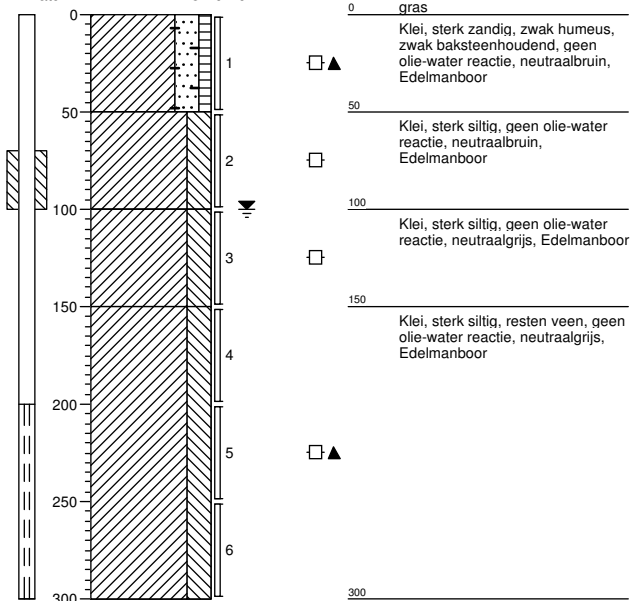 0
gras
Klei, sterk zandig, zwak humeus,
zwak baksteenhoudend, geen
olie-water reactie, neutraalbruin,
Edelmanboor
50
Klei, sterk siltig, geen olie-water
reactie, neutraalbruin,
Edelmanboor
100
Klei, sterk siltig, geen olie-water
reactie, neutraalgrijs, Edelmanboor
150
Klei, sterk siltig, resten veen, geen
olie-water reactie, neutraalgrijs,
Edelmanboor
300
0
50
100
150
200
250
300
1
2
3
4
5
6